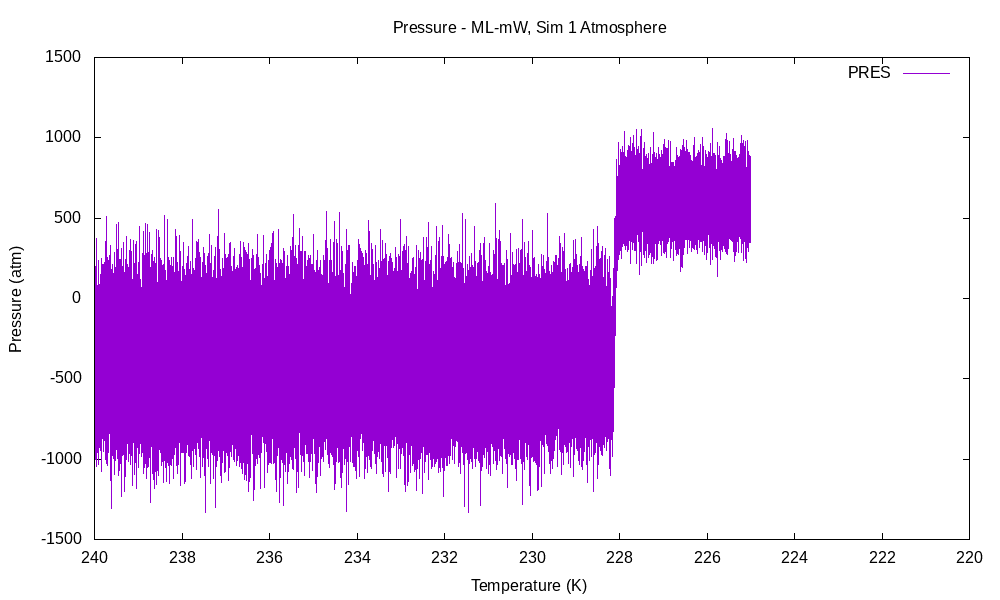 Pressure - ML-mW, Sim 1 Atmosphere
PRES
1500
1000
500
0
-500
-1000
-1500
Pressure (atm)
240 238 236 234 232 230 228 226 224 222 220
Temperature (K)